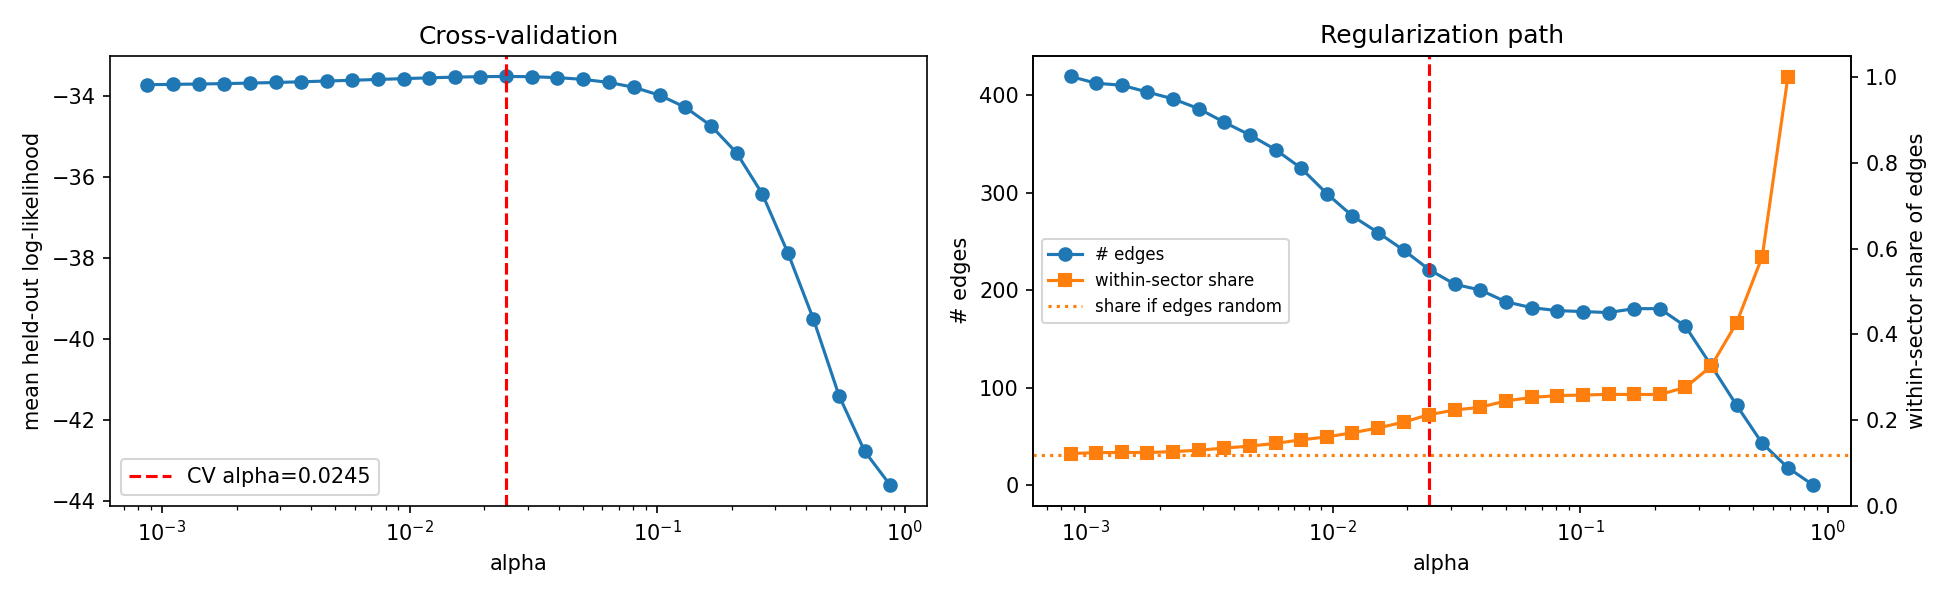 Cross-validation
mean held-out log-likelihood
−34
−36
−38
−40
−42
−44
CV alpha=0.0245
10⁻³
10⁻²
10⁻¹
10⁰
alpha
Regularization path
# edges
400
300
200
100
0
# edges
within-sector share
share if edges random
1.0
0.8
0.6
0.4
0.2
0.0
within-sector share of edges
10⁻³
10⁻²
10⁻¹
10⁰
alpha